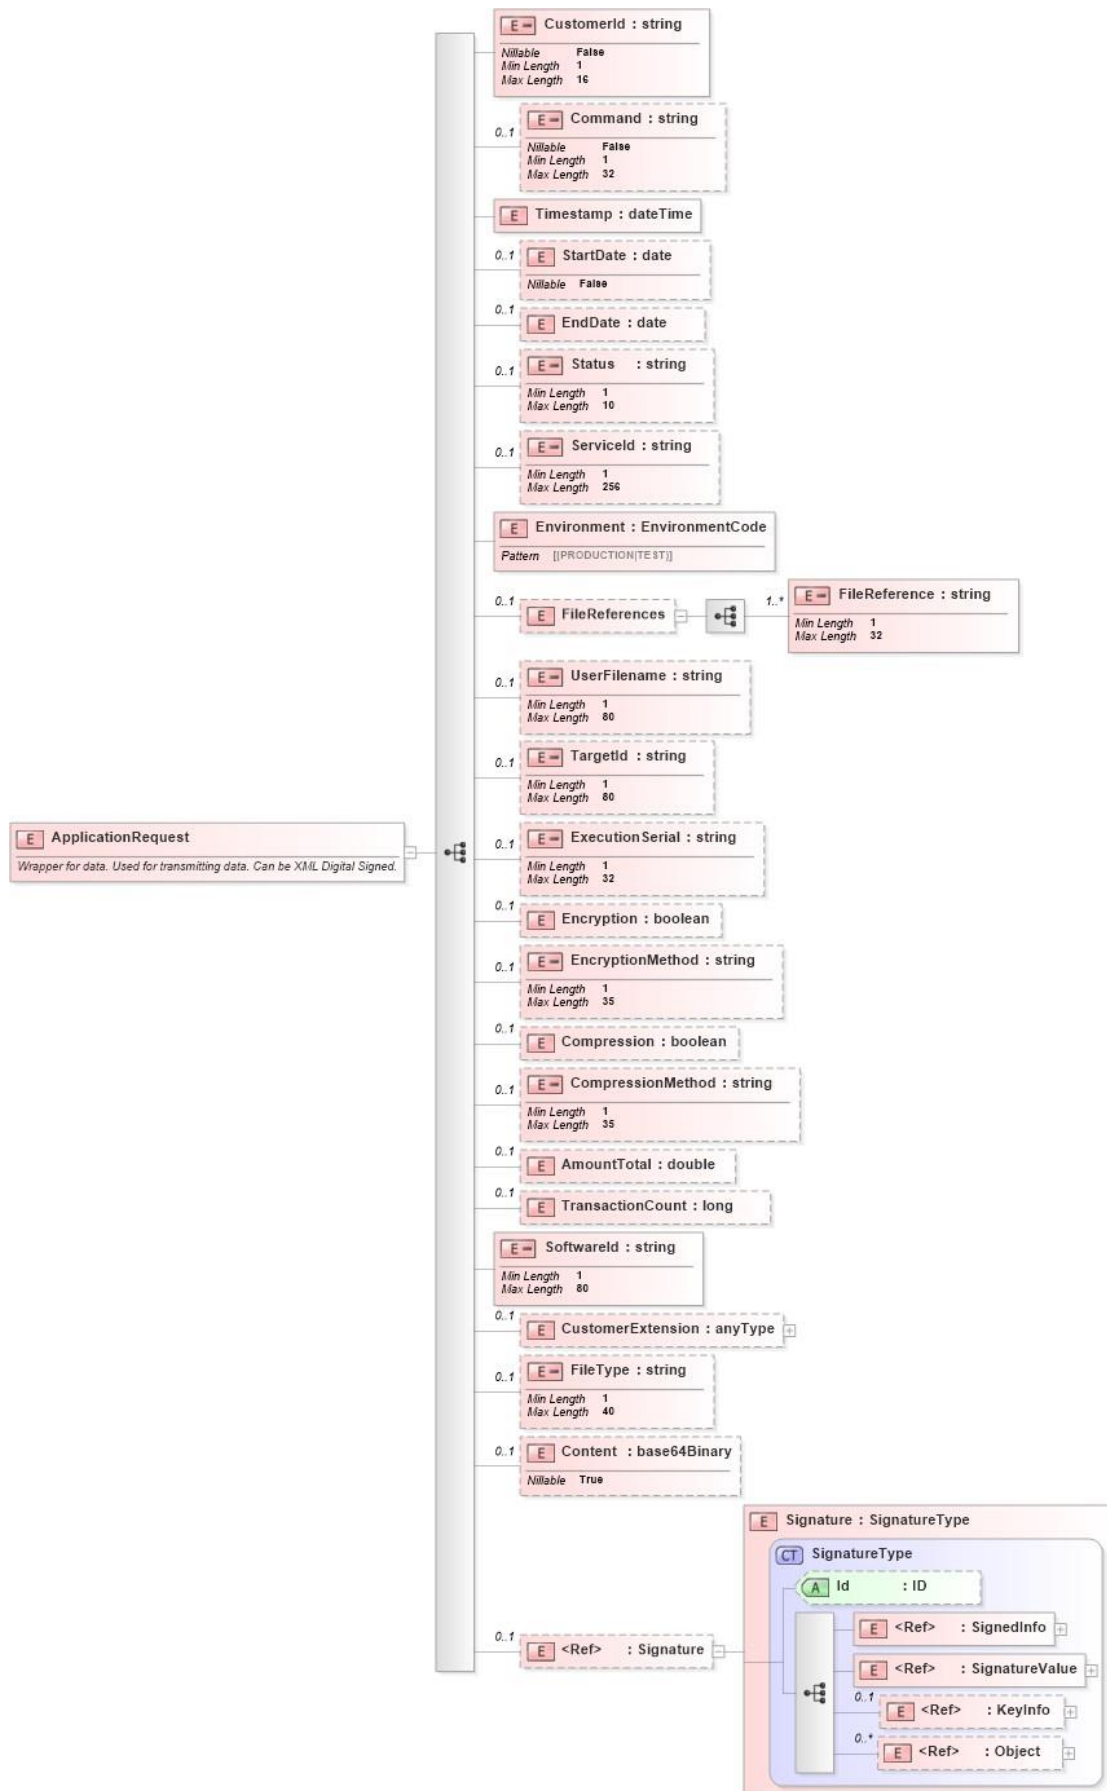 E CustomerId : string
Nillable False
Min Length 1
Max Length 16
0..1
E Command : string
Nillable False
Min Length 1
Max Length 32
E Timestamp : dateTime
0..1
E StartDate : date
Nillable False
0..1
E EndDate : date
0..1
E Status : string
Min Length 1
Max Length 10
0..1
E ServiceId : string
Min Length 1
Max Length 256
E Environment : EnvironmentCode
Pattern [(PRODUCTION|TEST)]
0..1
E FileReferences
1..*
E FileReference : string
Min Length 1
Max Length 32
0..1
E UserFilename : string
Min Length 1
Max Length 80
0..1
E TargetId : string
Min Length 1
Max Length 80
E ApplicationRequest
Wrapper for data. Used for transmitting data. Can be XML Digital Signed.
0..1
E ExecutionSerial : string
Min Length 1
Max Length 32
0..1
E Encryption : boolean
0..1
E EncryptionMethod : string
Min Length 1
Max Length 35
0..1
E Compression : boolean
0..1
E CompressionMethod : string
Min Length 1
Max Length 35
0..1
E AmountTotal : double
0..1
E TransactionCount : long
E SoftwareId : string
Min Length 1
Max Length 80
0..1
E CustomerExtension : anyType
0..1
E FileType : string
Min Length 1
Max Length 40
0..1
E Content : base64Binary
Nillable True
0..1
E <Ref> : Signature
E Signature : SignatureType
CT SignatureType
A Id : ID
E <Ref> : SignedInfo
E <Ref> : SignatureValue
0..1
E <Ref> : KeyInfo
0..*
E <Ref> : Object